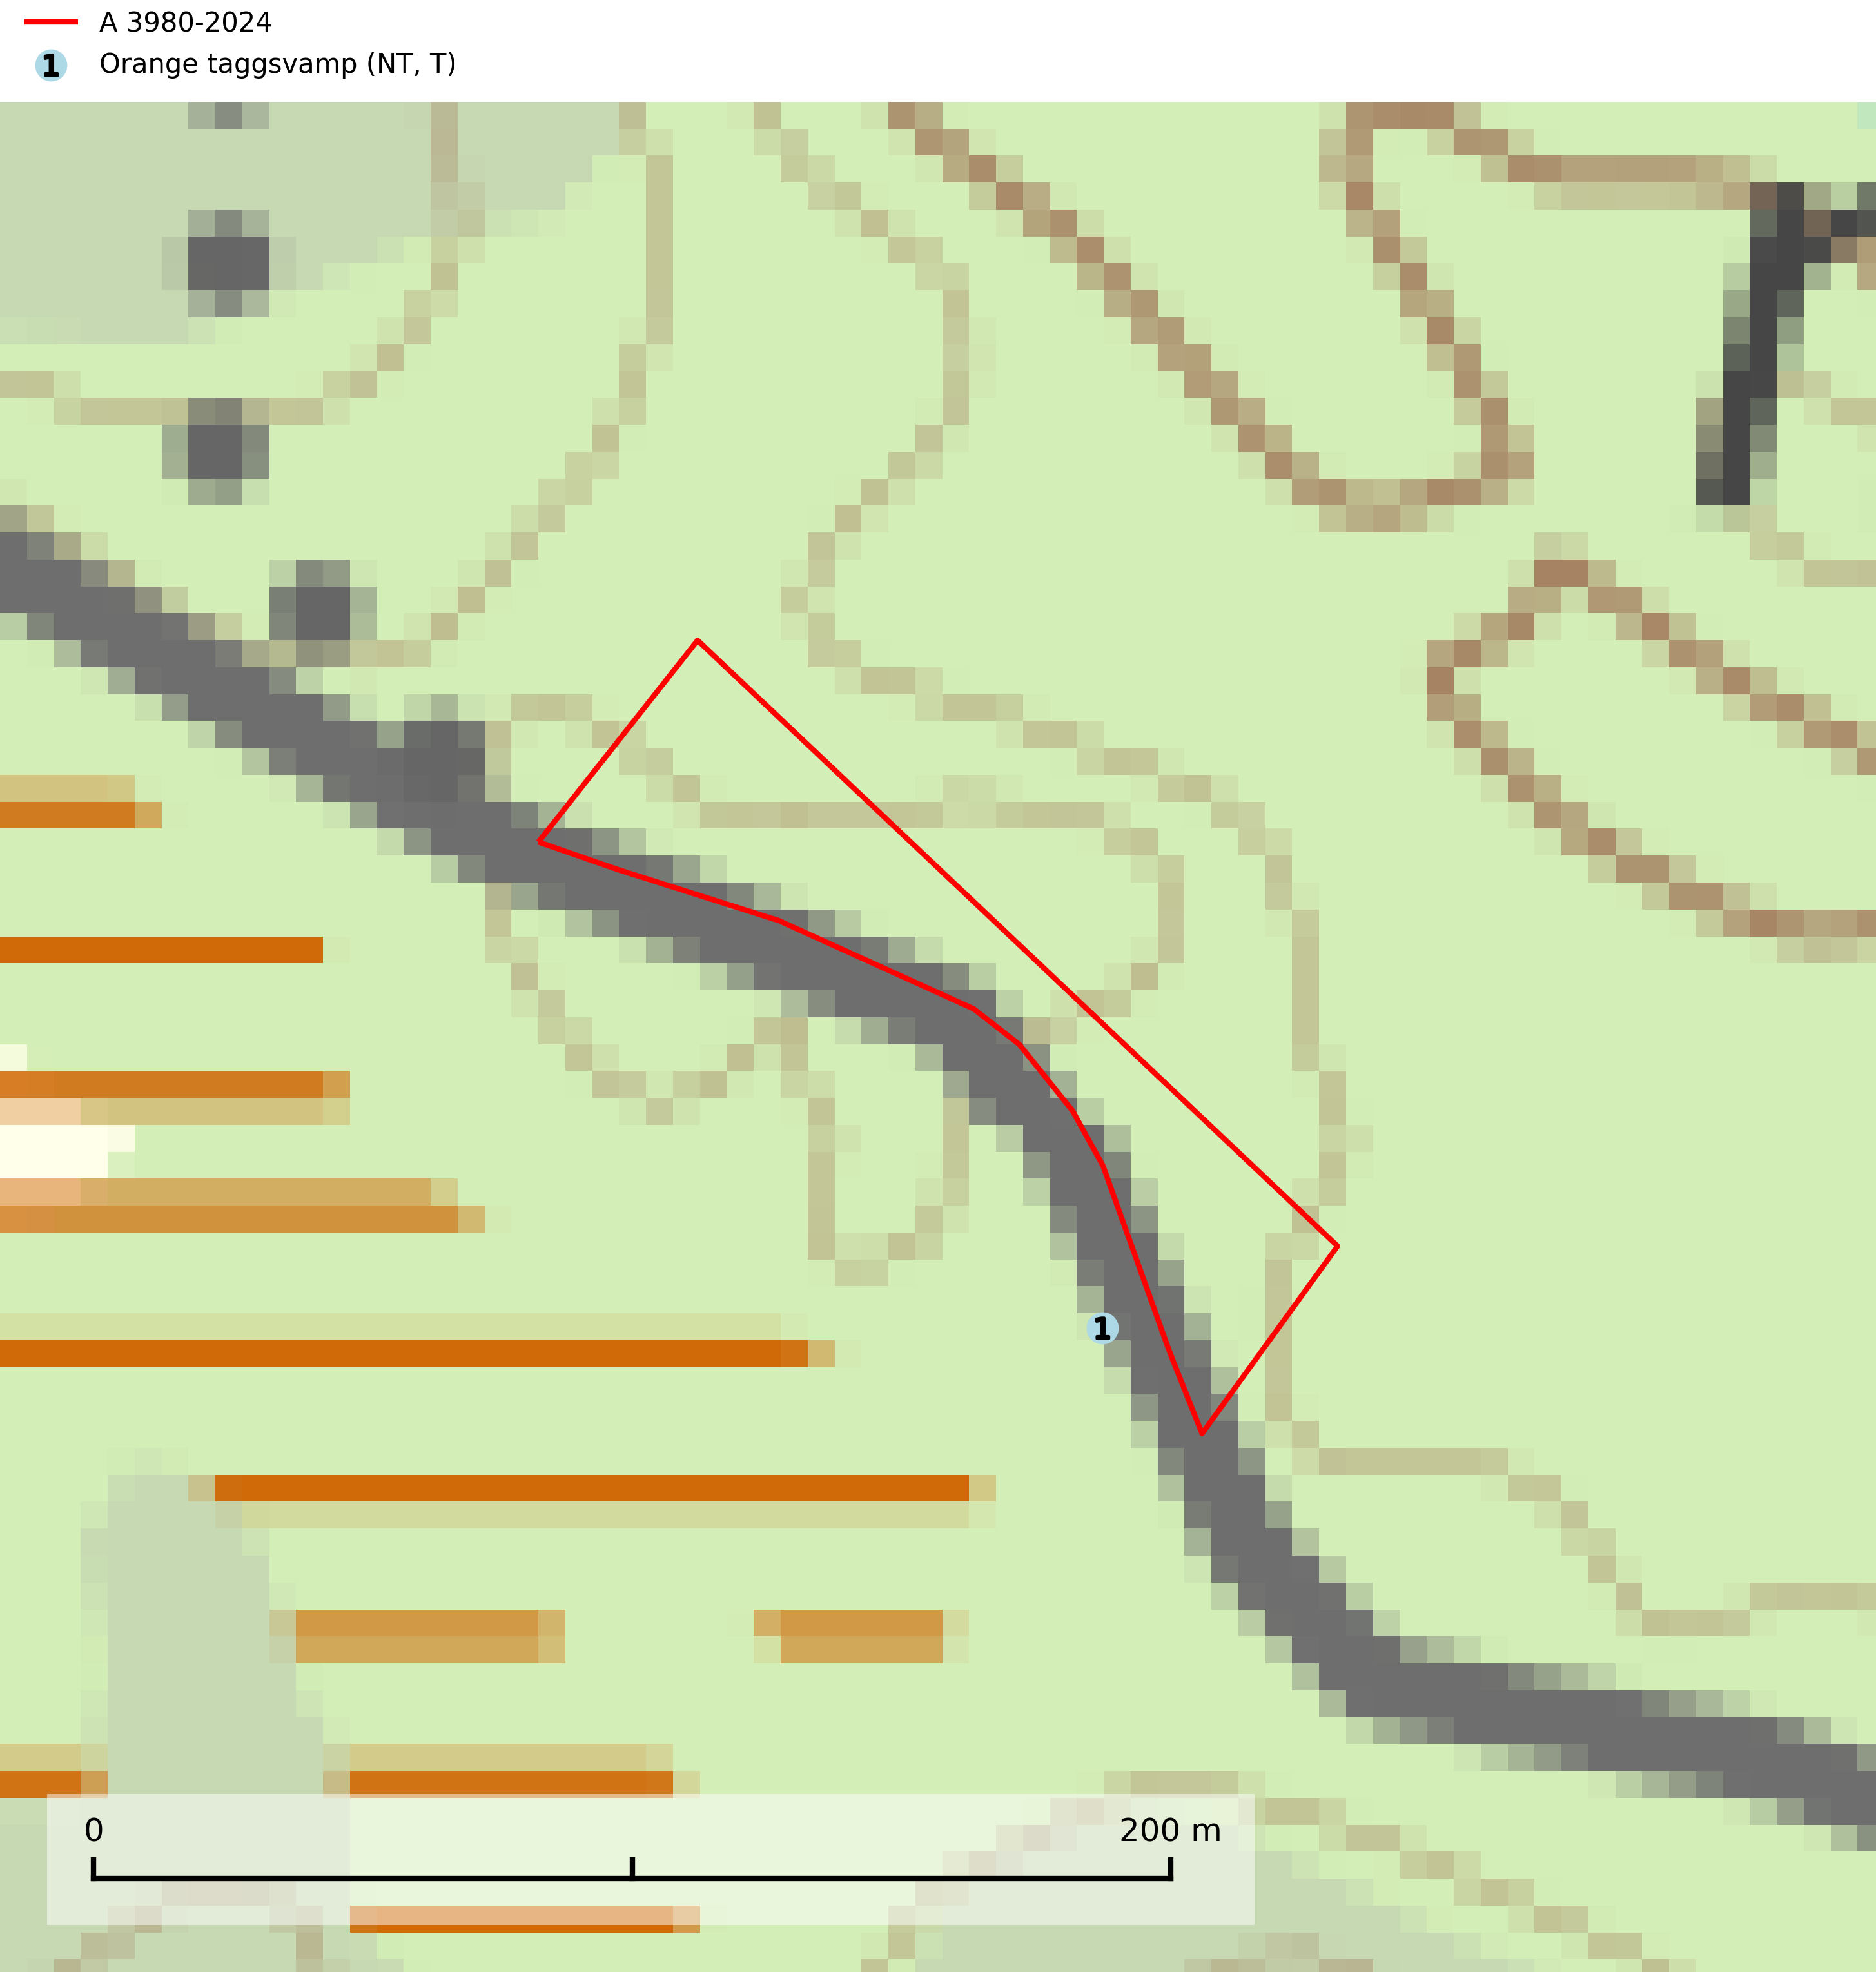 A 3980-2024
1 Orange taggsvamp (NT, T)
1
0 200 m